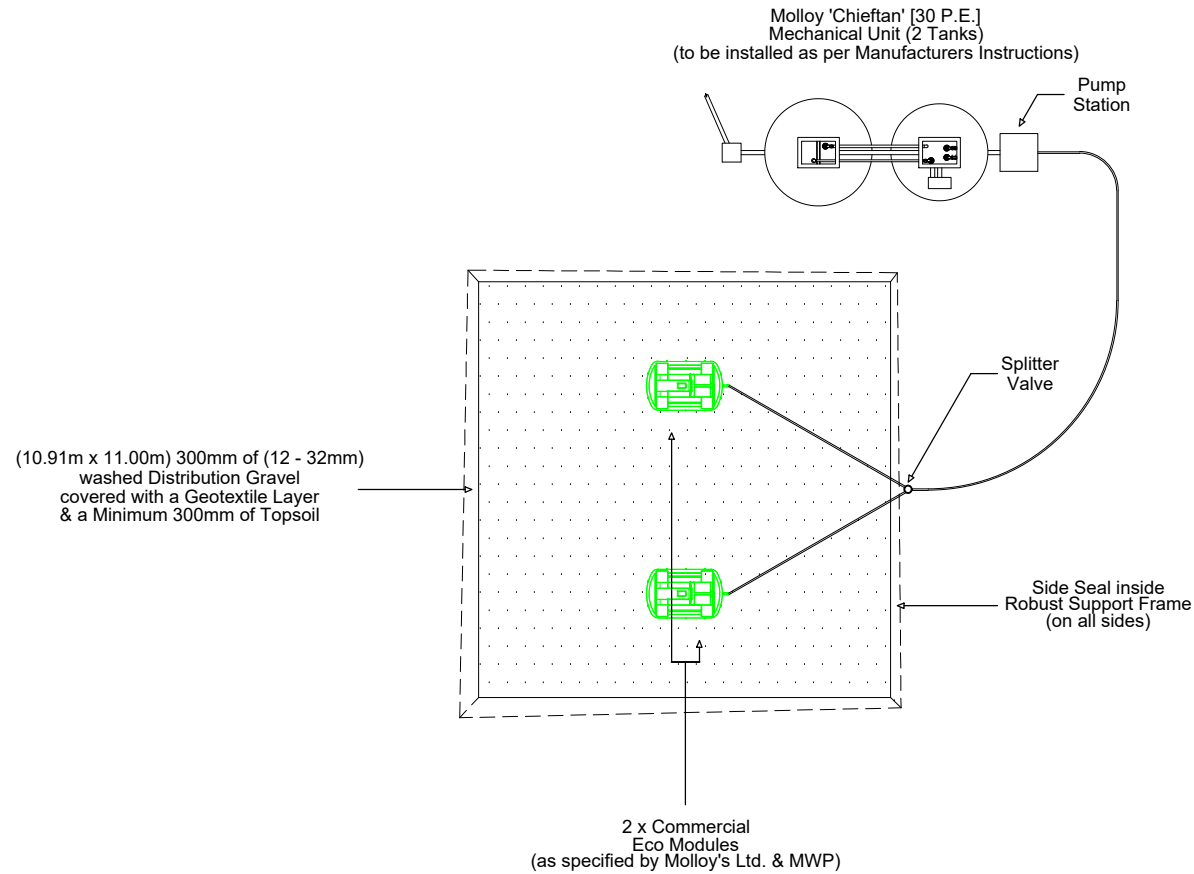 Molloy 'Chieftan' [30 P.E.]
Mechanical Unit (2 Tanks)
(to be installed as per Manufacturers Instructions)
Pump
Station
Splitter
Valve
(10.91m x 11.00m) 300mm of (12 - 32mm)
washed Distribution Gravel
covered with a Geotextile Layer
& a Minimum 300mm of Topsoil
Side Seal inside
Robust Support Frame
(on all sides)
2 x Commercial
Eco Modules
(as specified by Molloy's Ltd. & MWP)